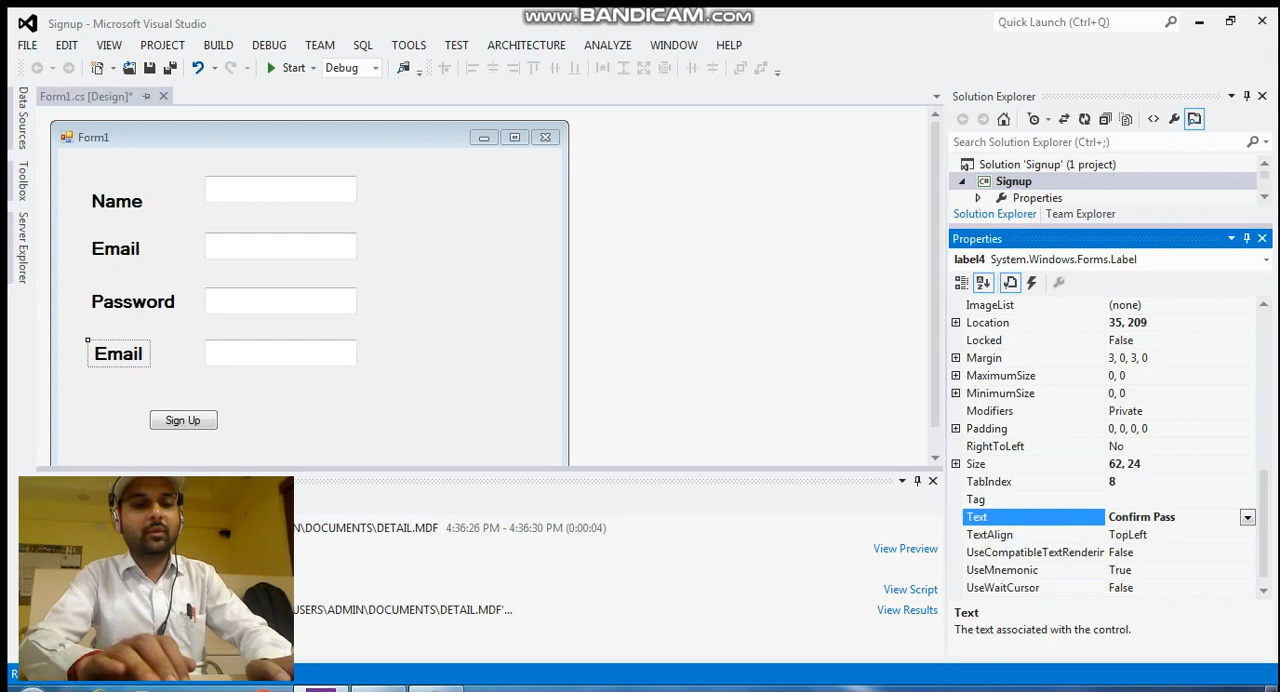 www.BANDICAM.com
Signup - Microsoft Visual Studio
Quick Launch (Ctrl+Q)
FILE EDIT VIEW PROJECT BUILD DEBUG TEAM SQL TOOLS TEST ARCHITECTURE ANALYZE WINDOW HELP
Start Debug
Form1.cs [Design]*
Data Sources
Toolbox
Server Explorer
Form1
Name
Email
Password
Email
Sign Up
N\DOCUMENTS\DETAIL.MDF 4:36:26 PM - 4:36:30 PM (0:00:04)
View Preview
View Script
USERS\ADMIN\DOCUMENTS\DETAIL.MDF'...
View Results
Solution Explorer
Search Solution Explorer (Ctrl+;)
Solution 'Signup' (1 project)
C# Signup
Properties
Solution Explorer Team Explorer
Properties
label4 System.Windows.Forms.Label
ImageList (none)
Location 35, 209
Locked False
Margin 3, 0, 3, 0
MaximumSize 0, 0
MinimumSize 0, 0
Modifiers Private
Padding 0, 0, 0, 0
RightToLeft No
Size 62, 24
TabIndex 8
Tag
Text Confirm Pass
TextAlign TopLeft
UseCompatibleTextRenderin False
UseMnemonic True
UseWaitCursor False
Text
The text associated with the control.
R